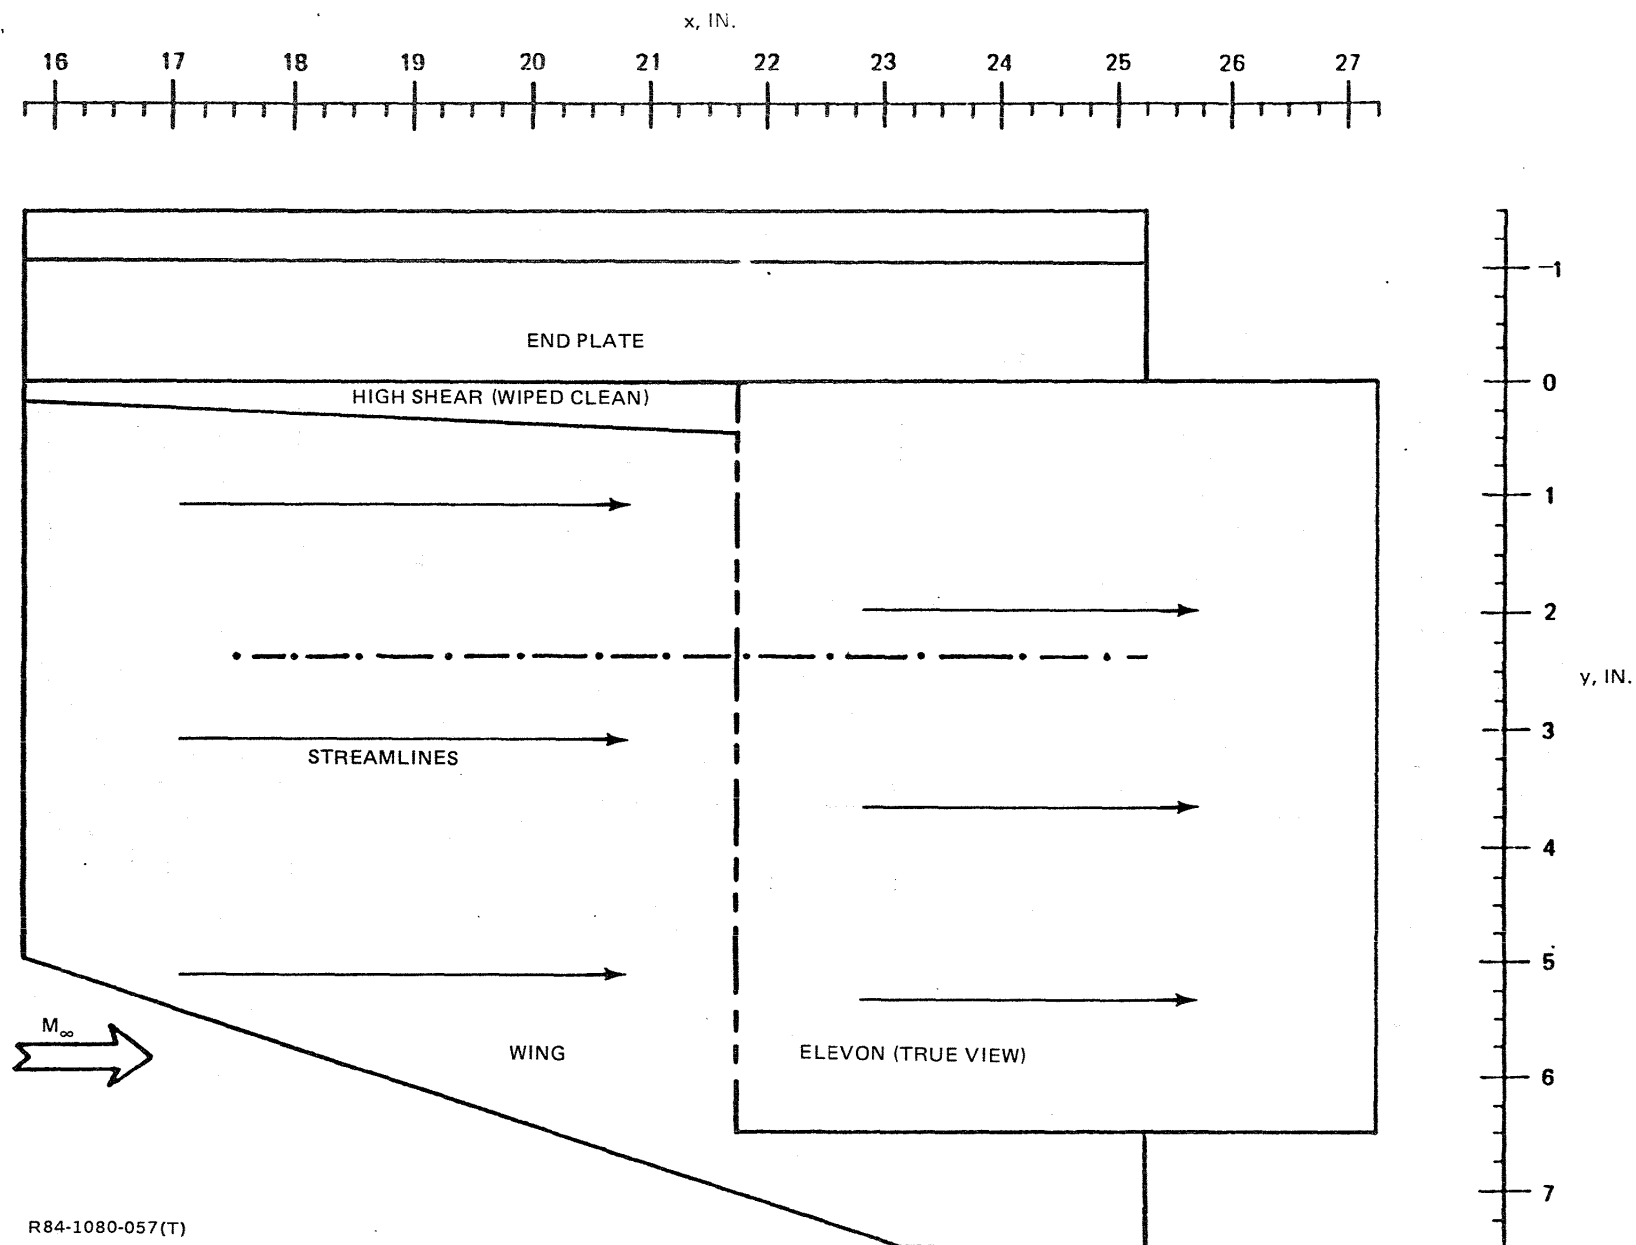 x, IN.
16 17 18 19 20 21 22 23 24 25 26 27
−1
END PLATE
0
HIGH SHEAR (WIPED CLEAN)
1
2
y, IN.
3
STREAMLINES
4
5
M∞
WING
ELEVON (TRUE VIEW)
6
7
R84-1080-057(T)